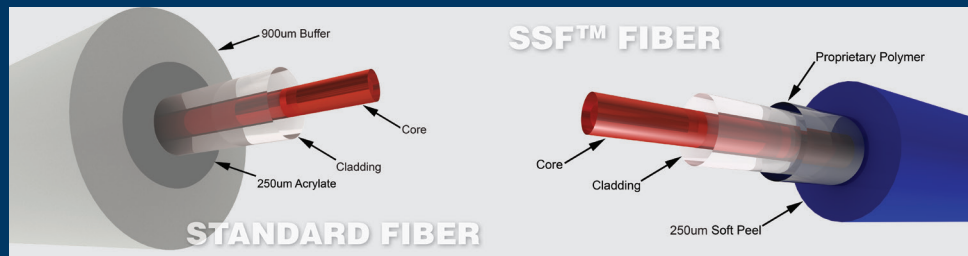 900um Buffer
Core
Cladding
250um Acrylate
STANDARD FIBER
SSF™ FIBER
Proprietary Polymer
Core
Cladding
250um Soft Peel